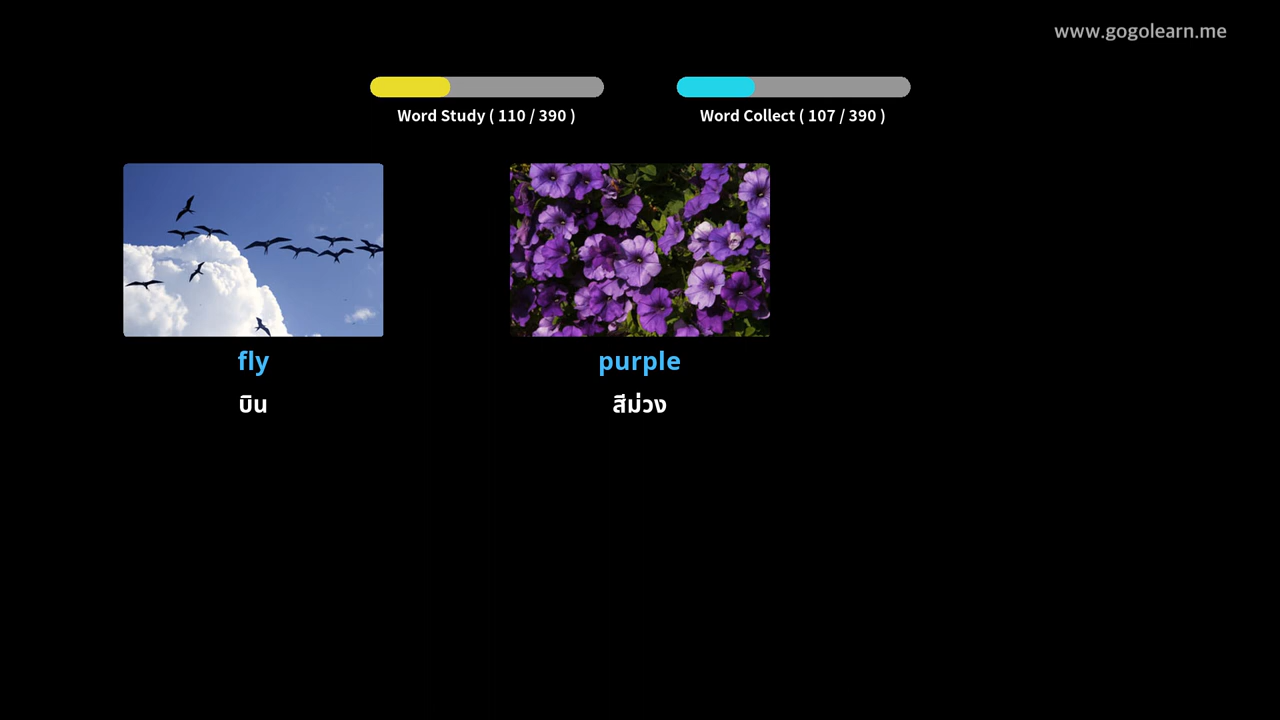 www.gogolearn.me
Word Study ( 110 / 390 )
Word Collect ( 107 / 390 )
fly
บิน
purple
สีม่วง